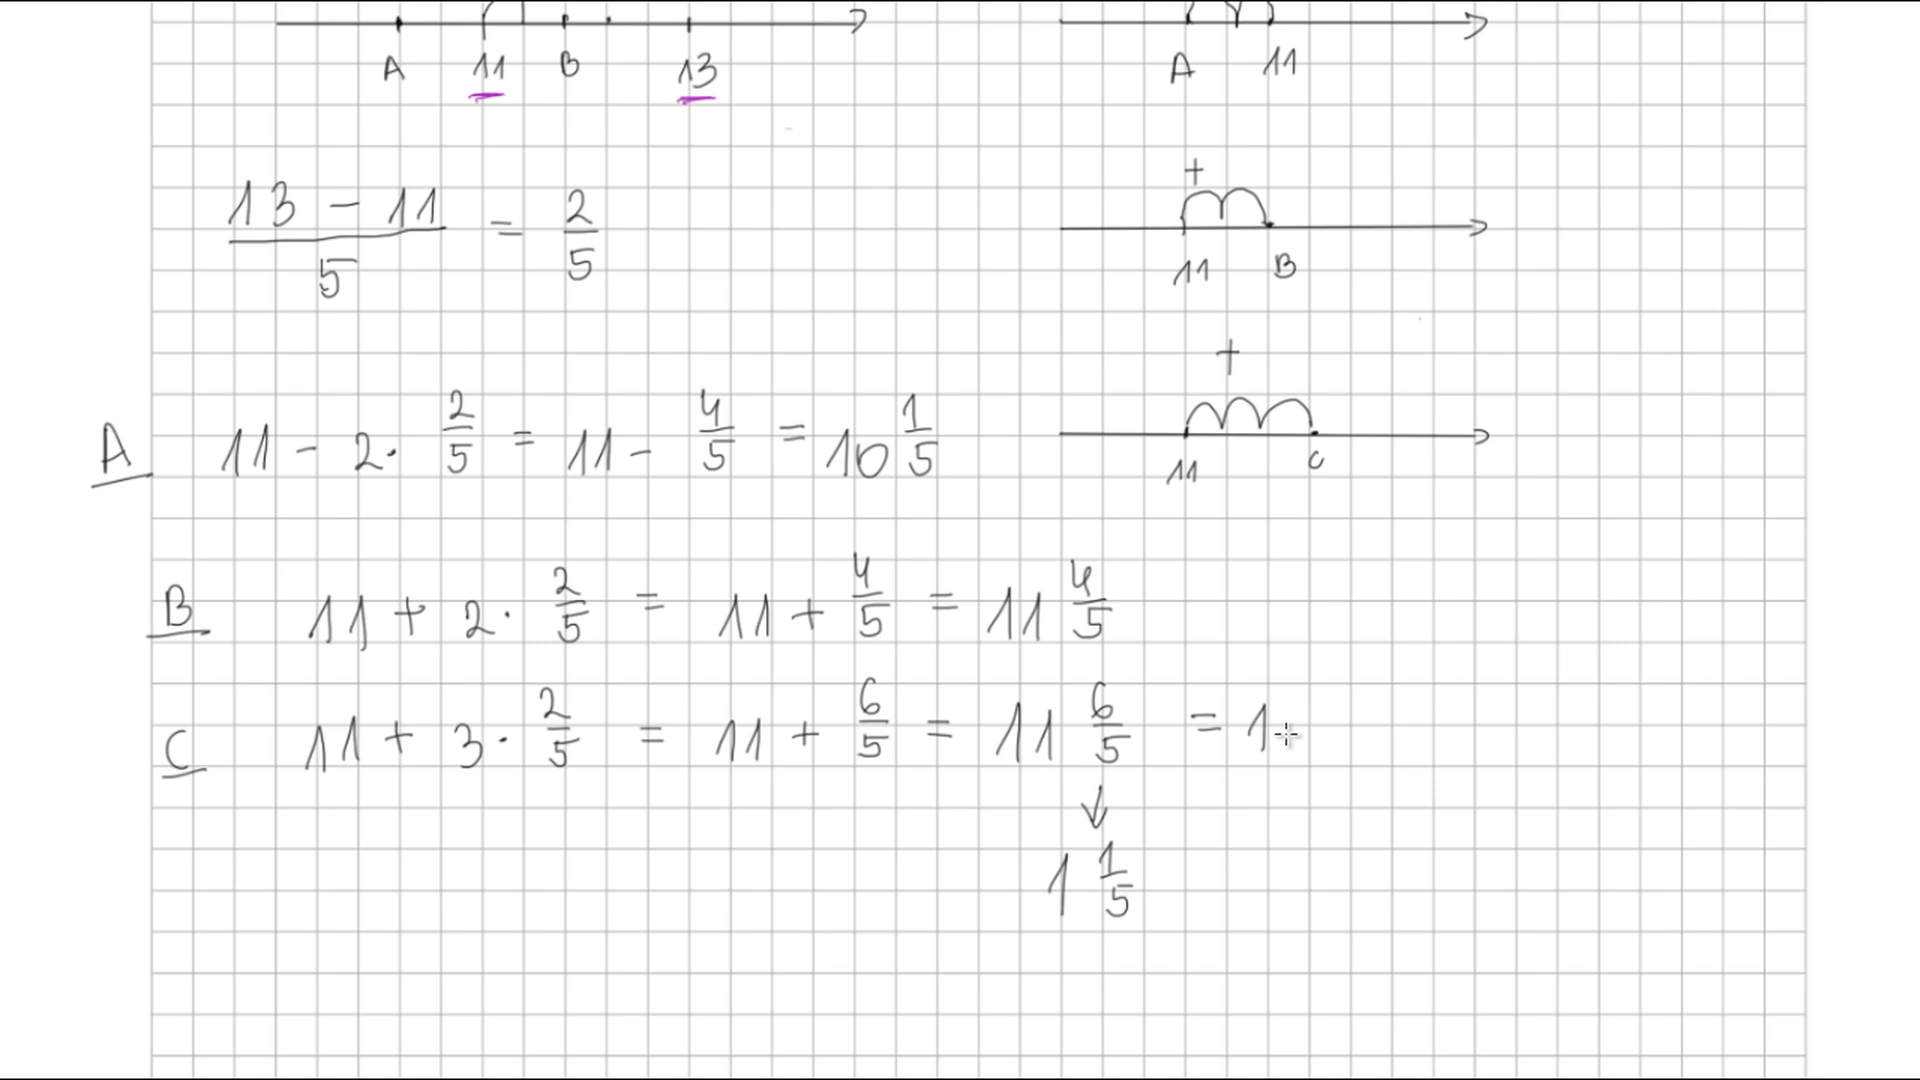 A 11 B 13
A 11
13 - 11 / 5 = 2/5
+
11 B
+
11 C
A 11 - 2 · 2/5 = 11 - 4/5 = 10 1/5
B 11 + 2 · 2/5 = 11 + 4/5 = 11 4/5
C 11 + 3 · 2/5 = 11 + 6/5 = 11 6/5 = 1
↓
1 1/5